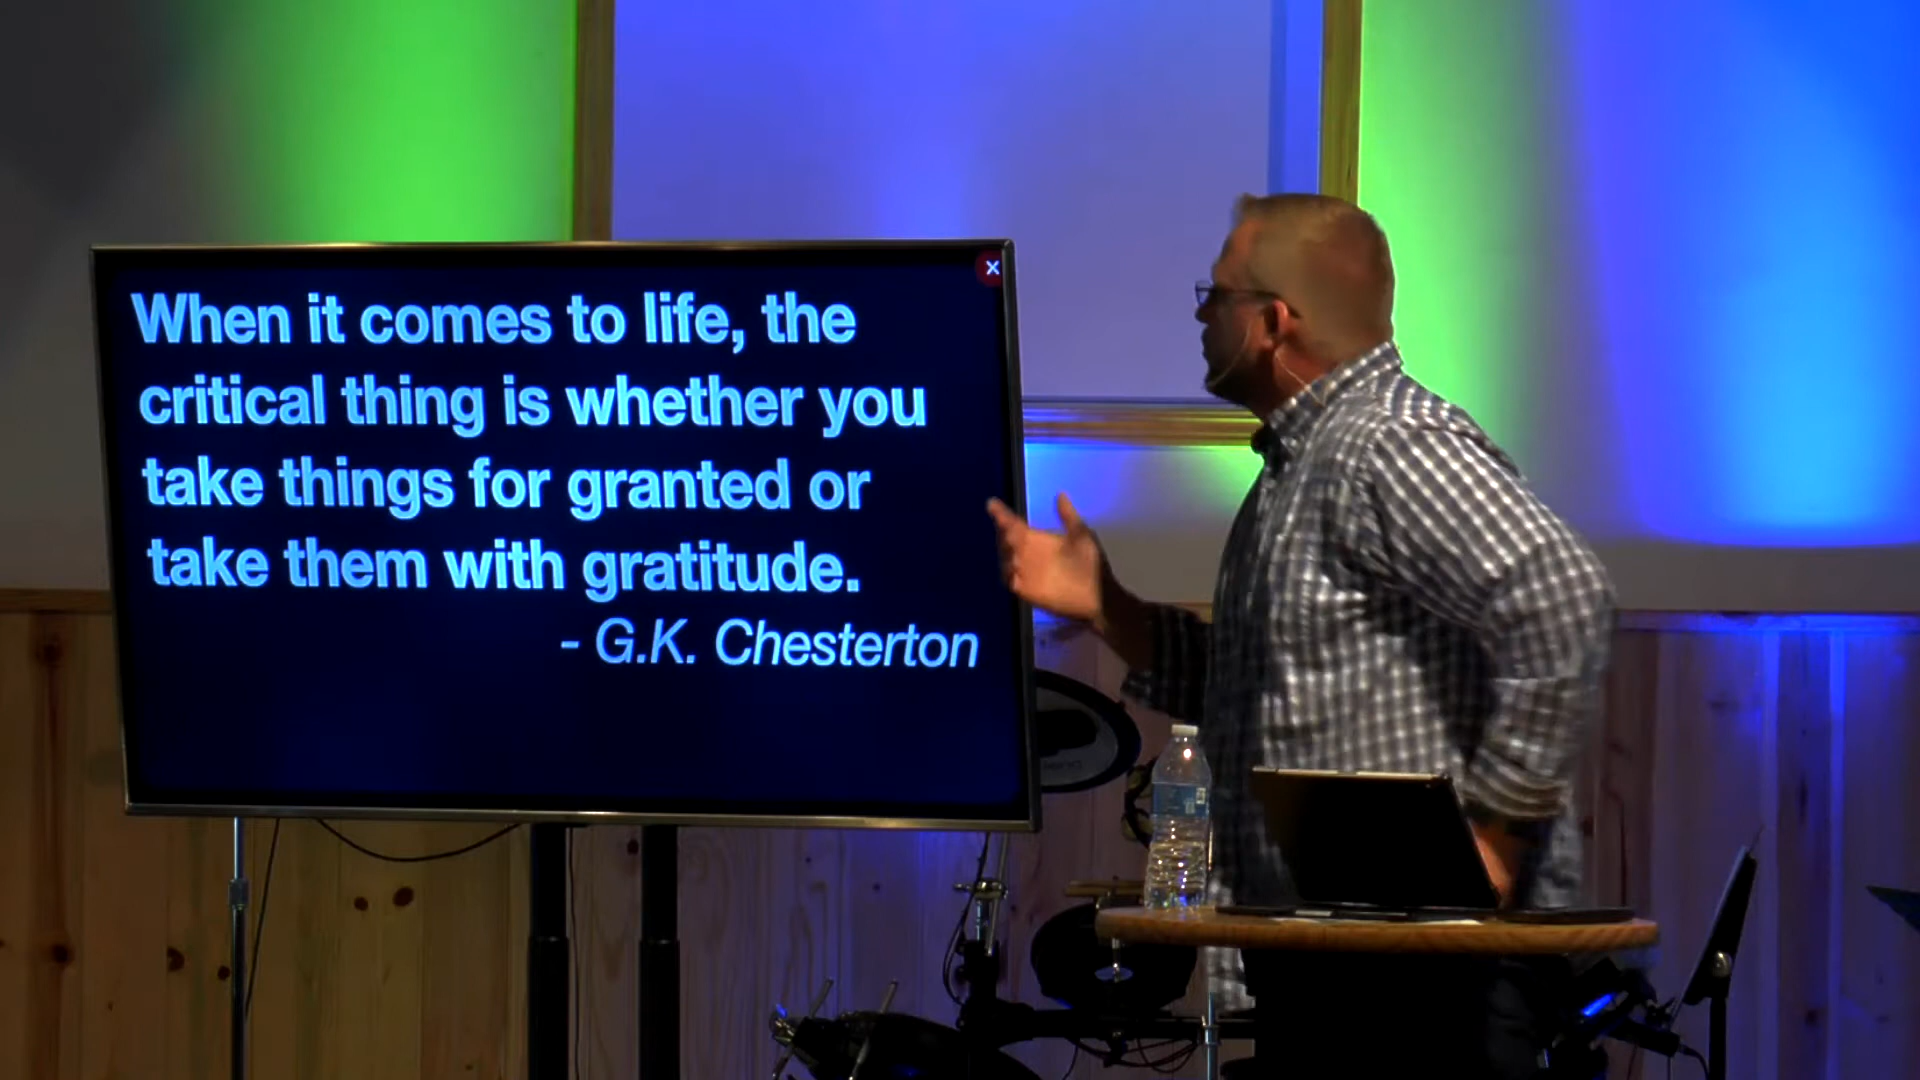 When it comes to life, the
critical thing is whether you
take things for granted or
take them with gratitude.
- G.K. Chesterton